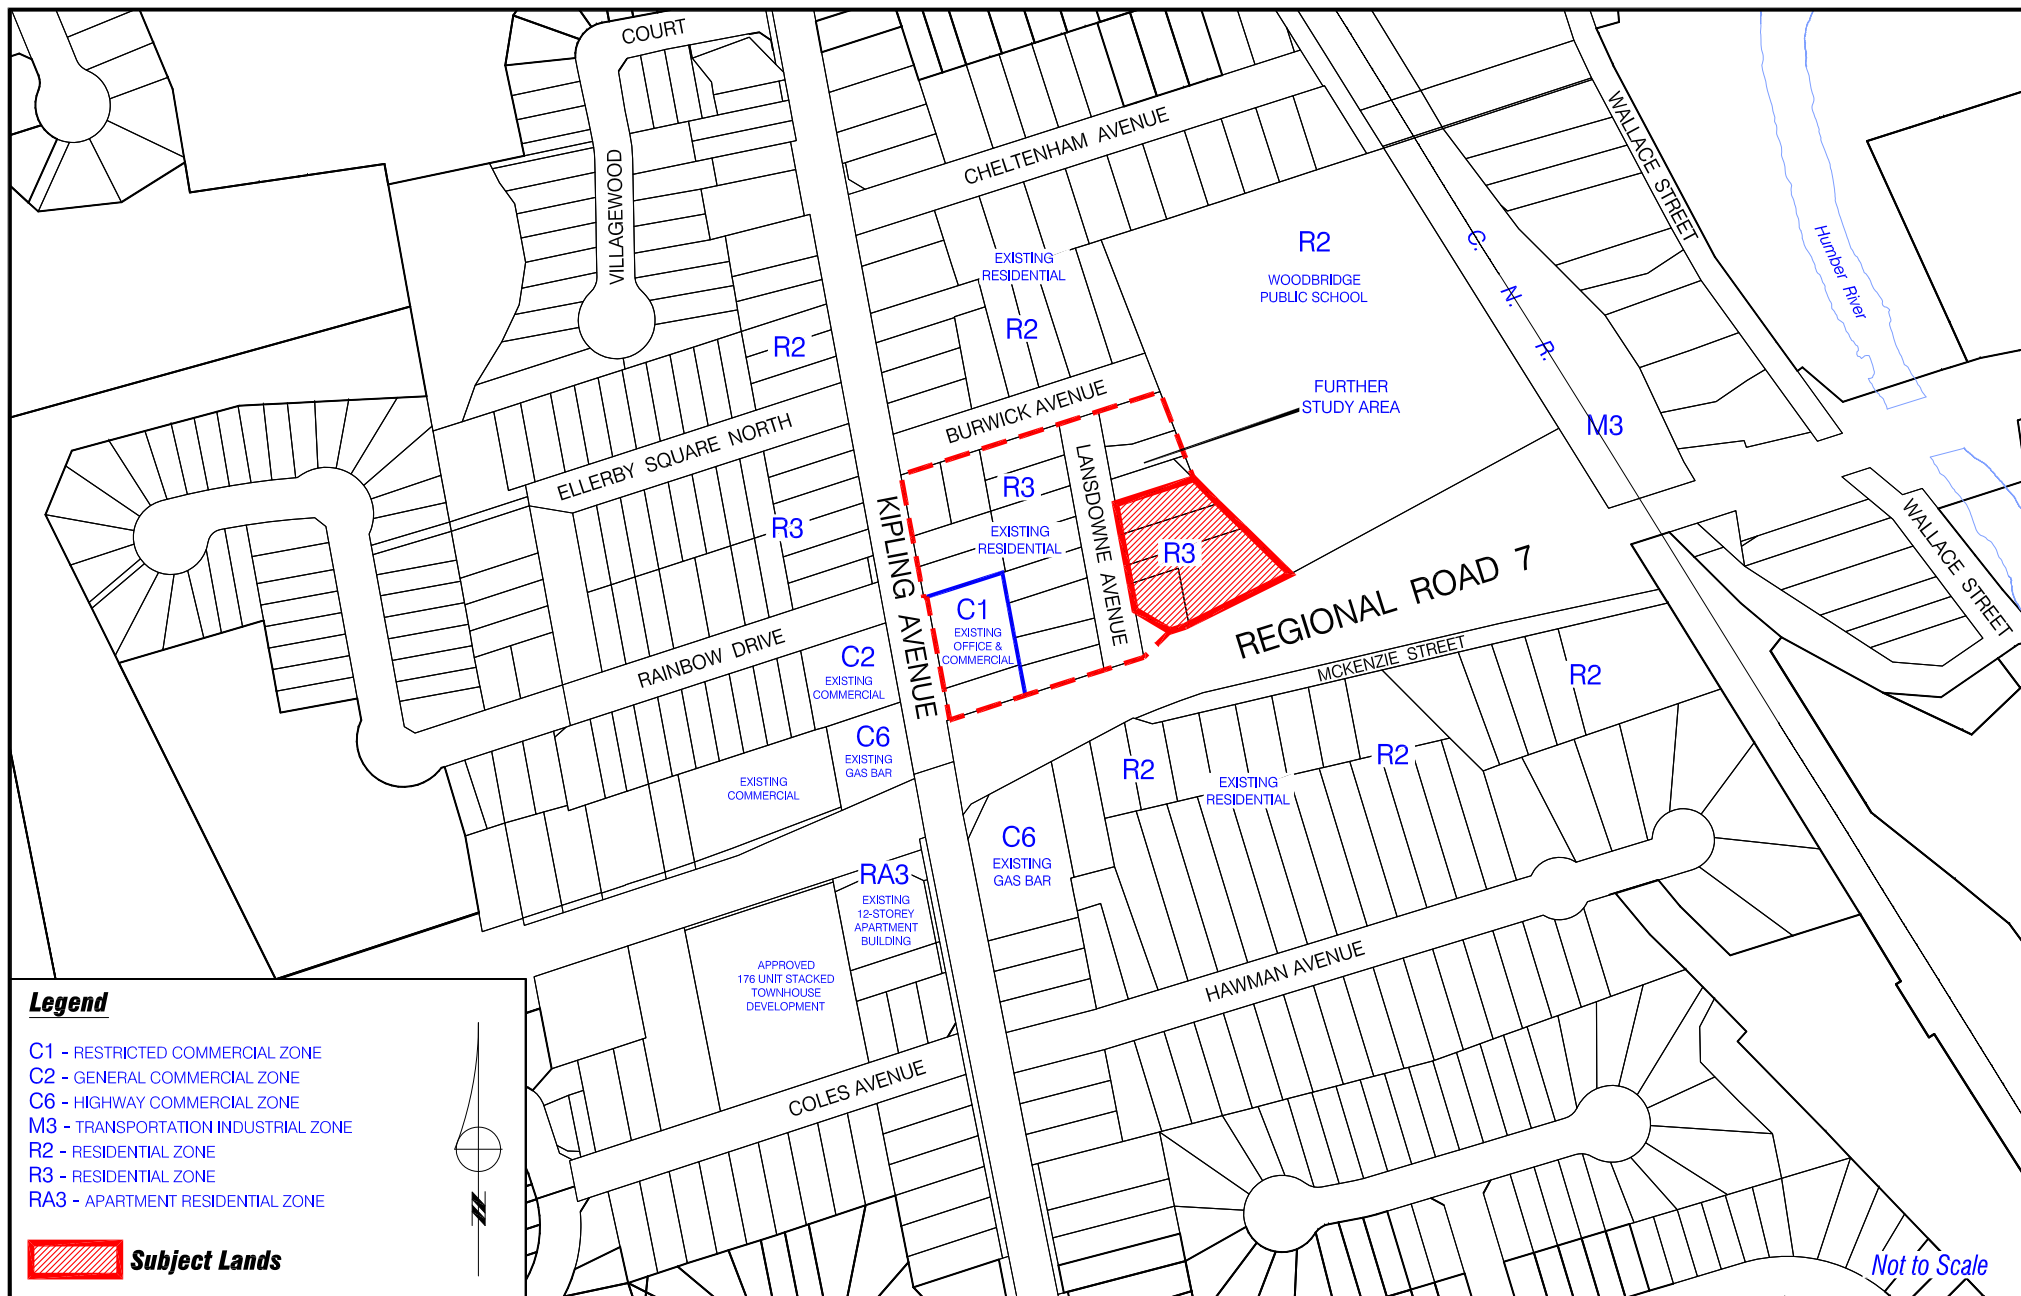 COURT
VILLAGEWOOD
CHELTENHAM AVENUE
WALLACE STREET
Humber River
R2
WOODBRIDGE
PUBLIC SCHOOL
C. N. R.
EXISTING
RESIDENTIAL
R2
R2
FURTHER
STUDY AREA
M3
BURWICK AVENUE
ELLERBY SQUARE NORTH
LANSDOWNE AVENUE
R3
R3
EXISTING
RESIDENTIAL
R3
KIPLING AVENUE
WALLACE STREET
REGIONAL ROAD 7
C1
EXISTING
OFFICE &
COMMERCIAL
RAINBOW DRIVE
C2
EXISTING
COMMERCIAL
MCKENZIE STREET
R2
C6
EXISTING
GAS BAR
EXISTING
COMMERCIAL
R2
R2
EXISTING
RESIDENTIAL
C6
EXISTING
GAS BAR
RA3
EXISTING
12-STOREY
APARTMENT
BUILDING
APPROVED
176 UNIT STACKED
TOWNHOUSE
DEVELOPMENT
HAWMAN AVENUE
COLES AVENUE
Legend
C1 - RESTRICTED COMMERCIAL ZONE
C2 - GENERAL COMMERCIAL ZONE
C6 - HIGHWAY COMMERCIAL ZONE
M3 - TRANSPORTATION INDUSTRIAL ZONE
R2 - RESIDENTIAL ZONE
R3 - RESIDENTIAL ZONE
RA3 - APARTMENT RESIDENTIAL ZONE
N
Subject Lands
Not to Scale